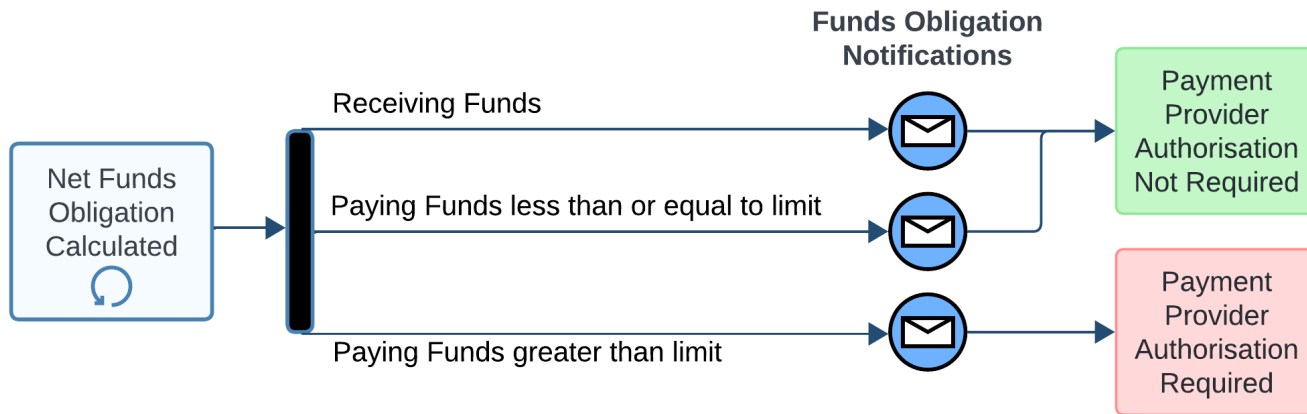 Funds Obligation
Notifications
Receiving Funds
Net Funds
Obligation
Calculated
Paying Funds less than or equal to limit
Paying Funds greater than limit
Payment
Provider
Authorisation
Not Required
Payment
Provider
Authorisation
Required